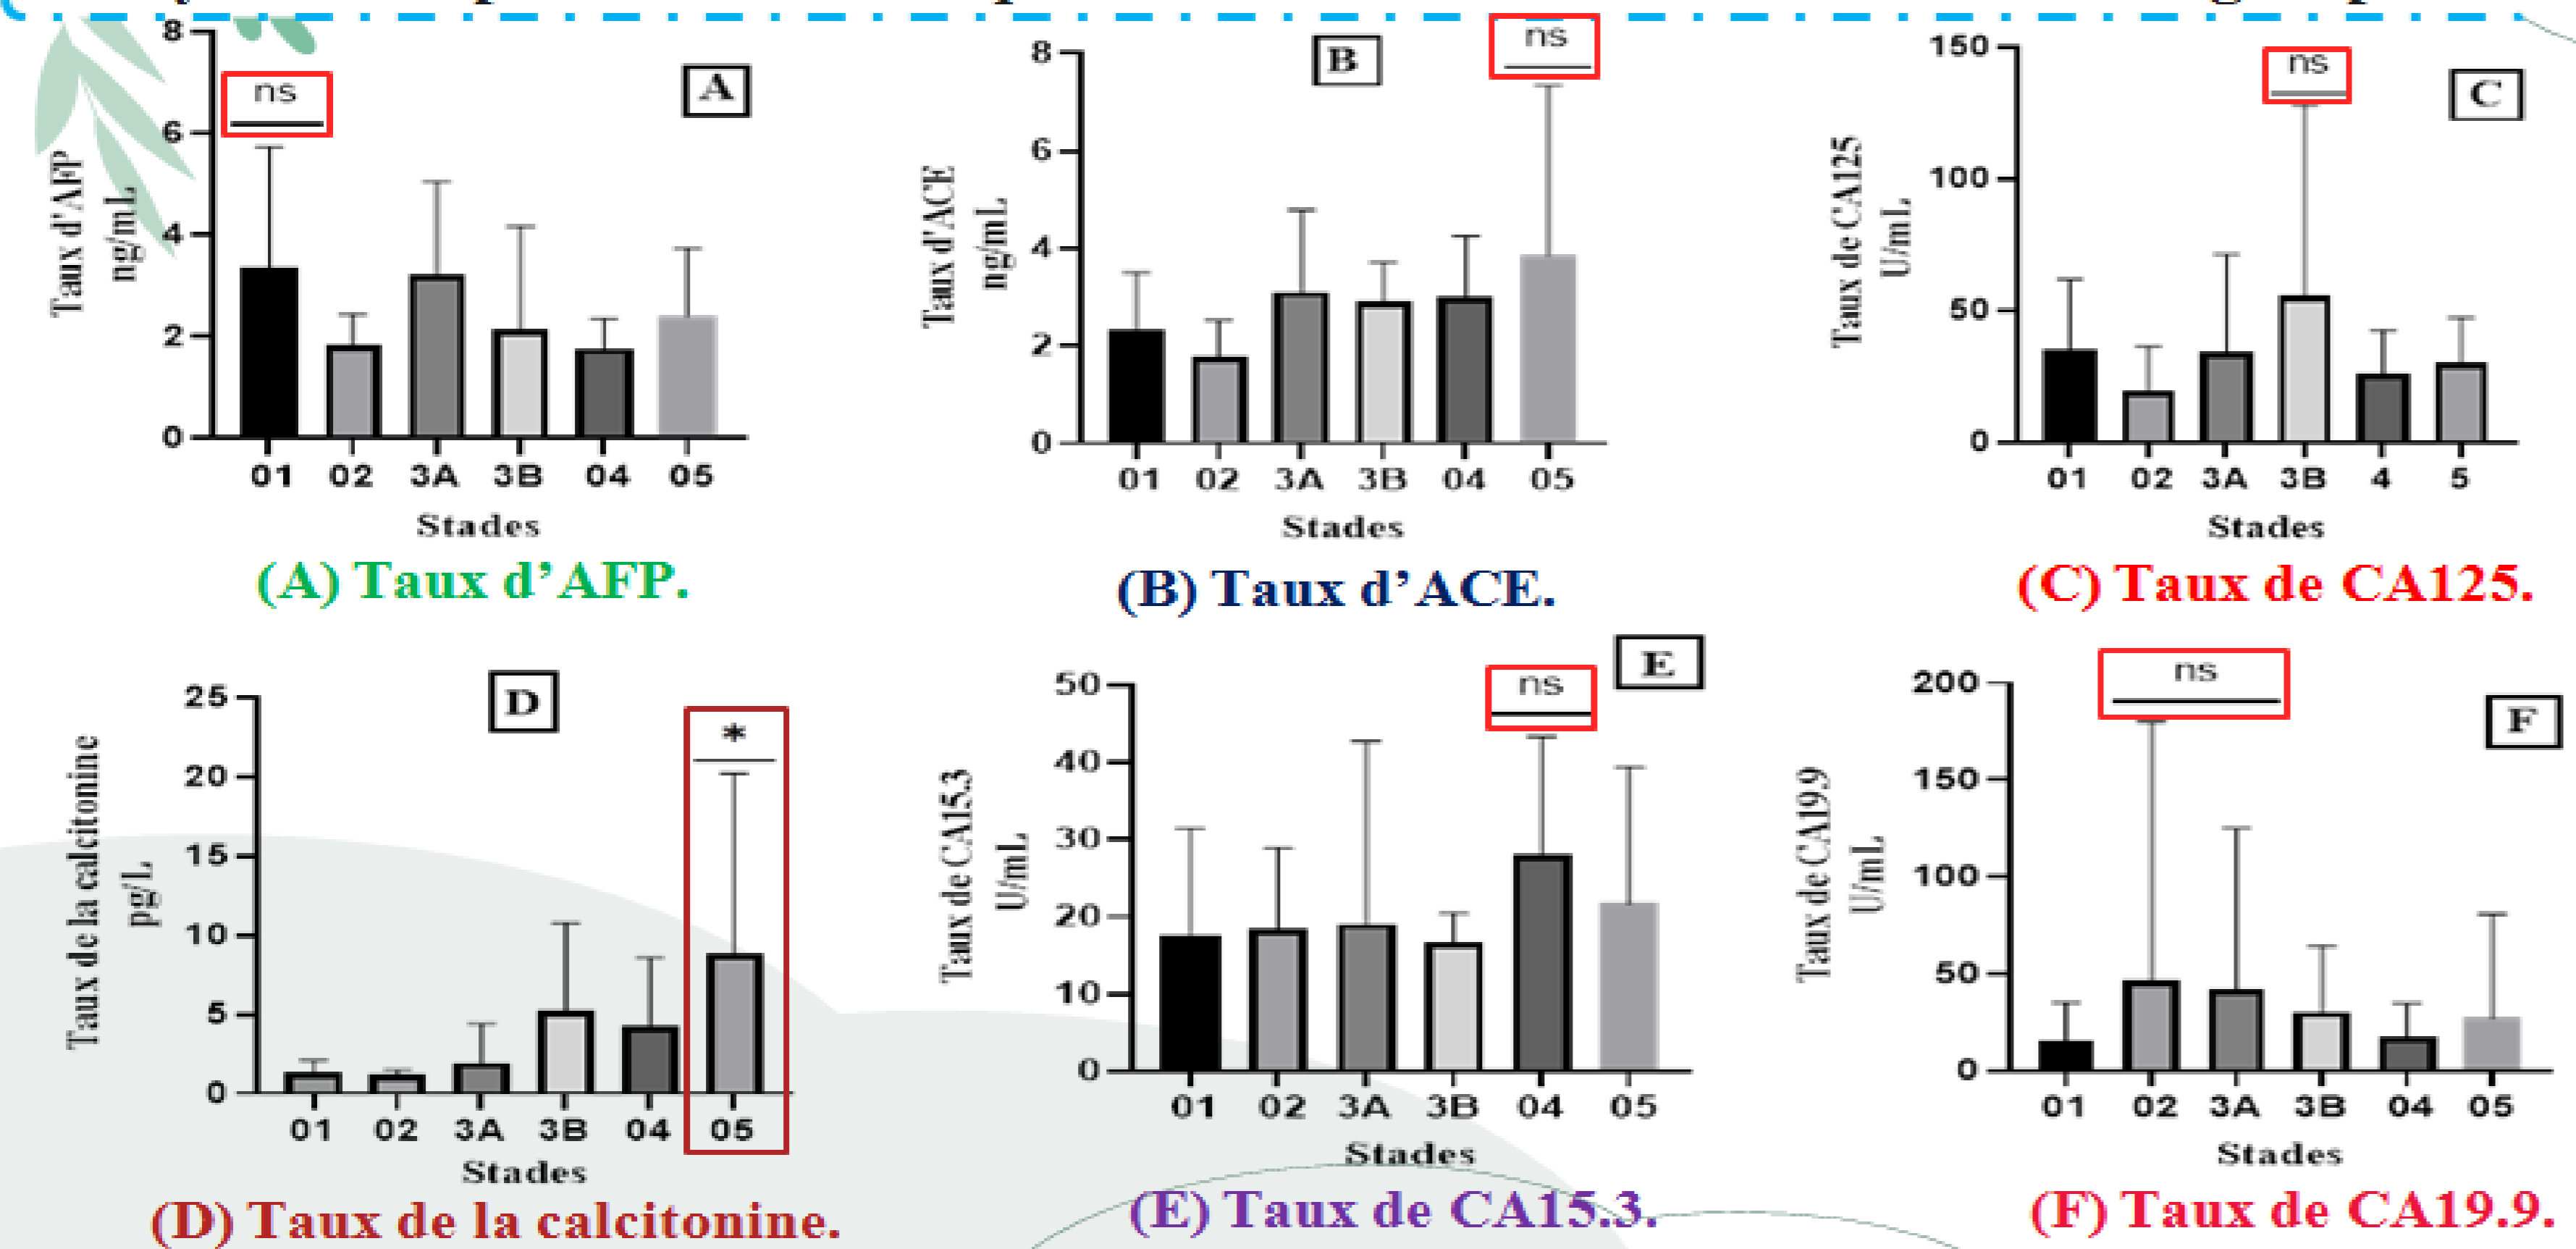 A
ns
Taux d'AFP
ng/mL
8
6
4
2
0
01 02 3A 3B 04 05
Stades
(A) Taux d’AFP.
B
ns
Taux d'ACE
ng/mL
8
6
4
2
0
01 02 3A 3B 04 05
Stades
(B) Taux d’ACE.
C
ns
Taux de CA125
U/mL
150
100
50
0
01 02 3A 3B 4 5
Stades
(C) Taux de CA125.
D
*
Taux de la calcitonine
pg/L
25
20
15
10
5
0
01 02 3A 3B 04 05
Stades
(D) Taux de la calcitonine.
E
ns
Taux de CA153
U/mL
50
40
30
20
10
0
01 02 3A 3B 04 05
Stades
(E) Taux de CA15.3.
F
ns
Taux de CA199
U/mL
200
150
100
50
0
01 02 3A 3B 04 05
Stades
(F) Taux de CA19.9.